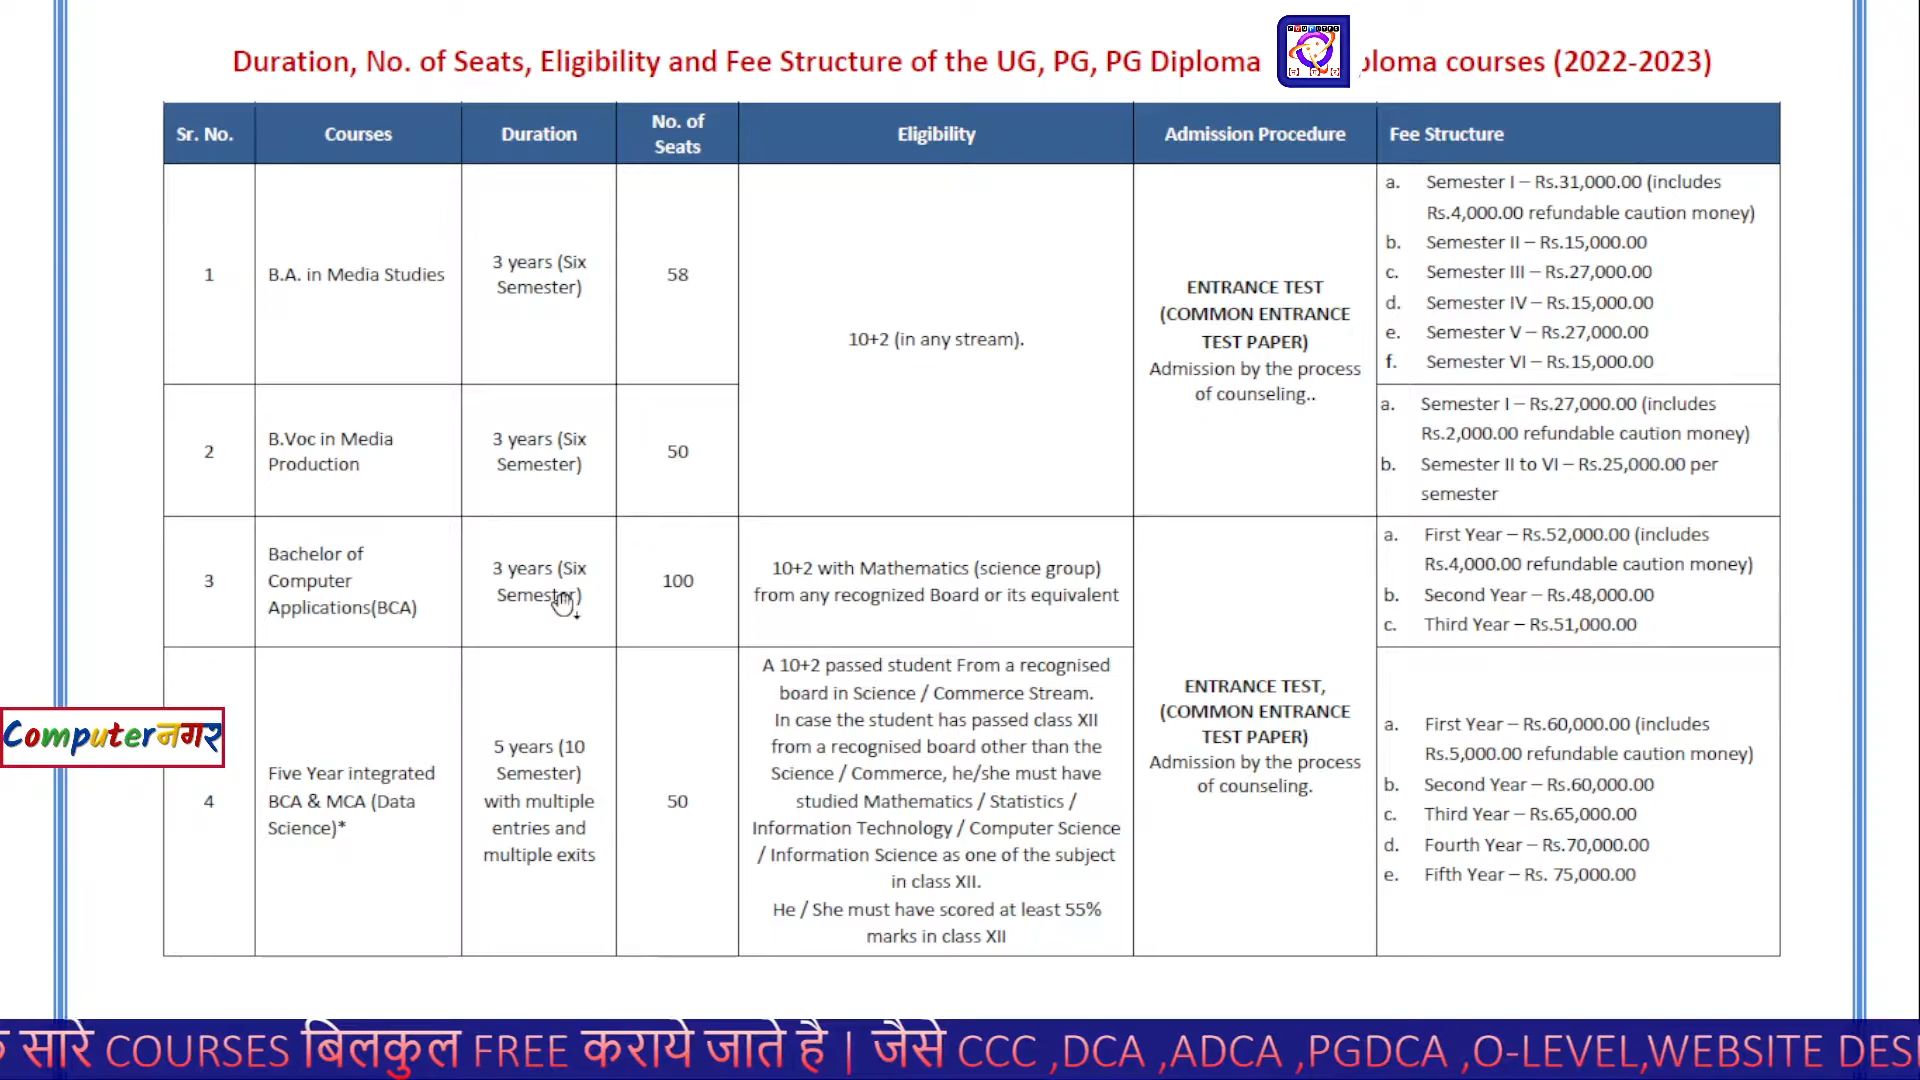 Duration, No. of Seats, Eligibility and Fee Structure of the UG, PG, PG Diploma ploma courses (2022-2023)
Sr. No.
Courses
Duration
No. of
Seats
Eligibility
Admission Procedure
Fee Structure
1
B.A. in Media Studies
3 years (Six
Semester)
58
10+2 (in any stream).
ENTRANCE TEST
(COMMON ENTRANCE
TEST PAPER)
Admission by the process
of counseling..
a. Semester I – Rs.31,000.00 (includes
Rs.4,000.00 refundable caution money)
b. Semester II – Rs.15,000.00
c. Semester III – Rs.27,000.00
d. Semester IV – Rs.15,000.00
e. Semester V – Rs.27,000.00
f. Semester VI – Rs.15,000.00
2
B.Voc in Media
Production
3 years (Six
Semester)
50
a. Semester I – Rs.27,000.00 (includes
Rs.2,000.00 refundable caution money)
b. Semester II to VI – Rs.25,000.00 per
semester
3
Bachelor of
Computer
Applications(BCA)
3 years (Six
Semester)
100
10+2 with Mathematics (science group)
from any recognized Board or its equivalent
ENTRANCE TEST,
(COMMON ENTRANCE
TEST PAPER)
Admission by the process
of counseling.
a. First Year – Rs.52,000.00 (includes
Rs.4,000.00 refundable caution money)
b. Second Year – Rs.48,000.00
c. Third Year – Rs.51,000.00
4
Five Year integrated
BCA & MCA (Data
Science)*
5 years (10
Semester)
with multiple
entries and
multiple exits
50
A 10+2 passed student From a recognised
board in Science / Commerce Stream.
In case the student has passed class XII
from a recognised board other than the
Science / Commerce, he/she must have
studied Mathematics / Statistics /
Information Technology / Computer Science
/ Information Science as one of the subject
in class XII.
He / She must have scored at least 55%
marks in class XII
a. First Year – Rs.60,000.00 (includes
Rs.5,000.00 refundable caution money)
b. Second Year – Rs.60,000.00
c. Third Year – Rs.65,000.00
d. Fourth Year – Rs.70,000.00
e. Fifth Year – Rs. 75,000.00
Computerनगर
सारे COURSES बिलकुल FREE कराये जाते है | जैसे CCC ,DCA ,ADCA ,PGDCA ,O-LEVEL,WEBSITE DES